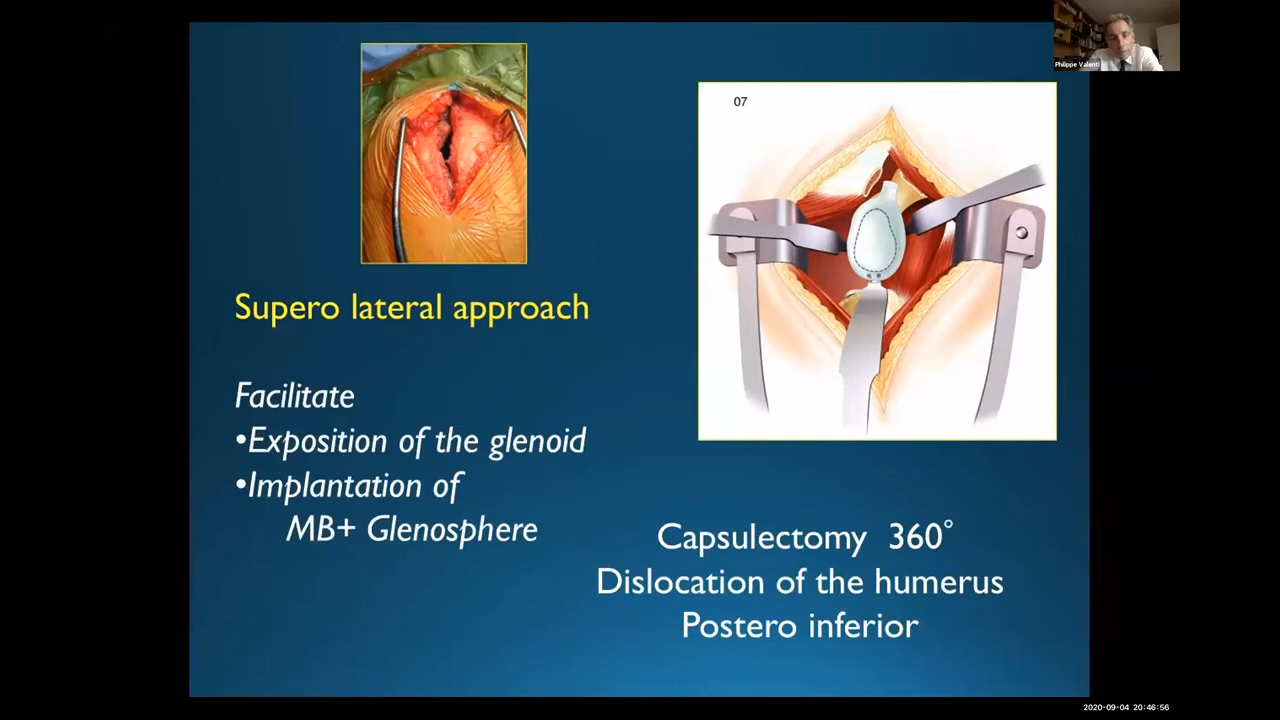 Philippe Valenti
07
Supero lateral approach
Facilitate
•Exposition of the glenoid
•Implantation of
MB+ Glenosphere
Capsulectomy 360°
Dislocation of the humerus
Postero inferior
2020-09-04 20:46:56